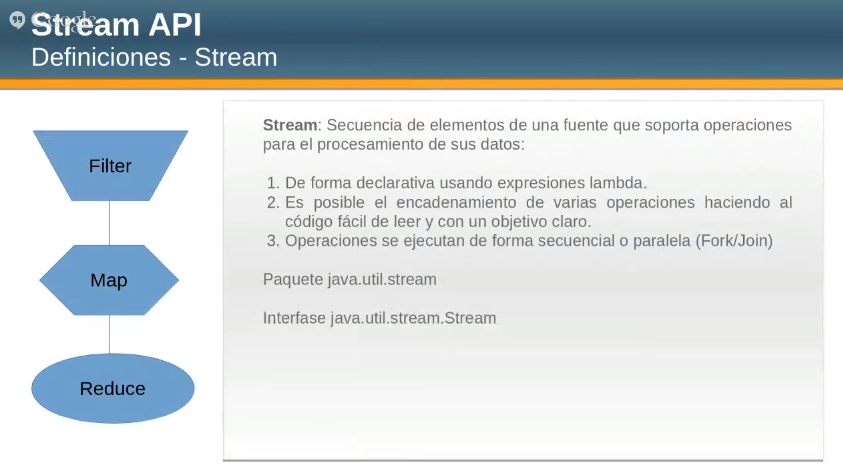 Google
Stream API
Definiciones - Stream
Filter
Map
Reduce
Stream: Secuencia de elementos de una fuente que soporta operaciones
para el procesamiento de sus datos:
1. De forma declarativa usando expresiones lambda.
2. Es posible el encadenamiento de varias operaciones haciendo al
código fácil de leer y con un objetivo claro.
3. Operaciones se ejecutan de forma secuencial o paralela (Fork/Join)
Paquete java.util.stream
Interfase java.util.stream.Stream